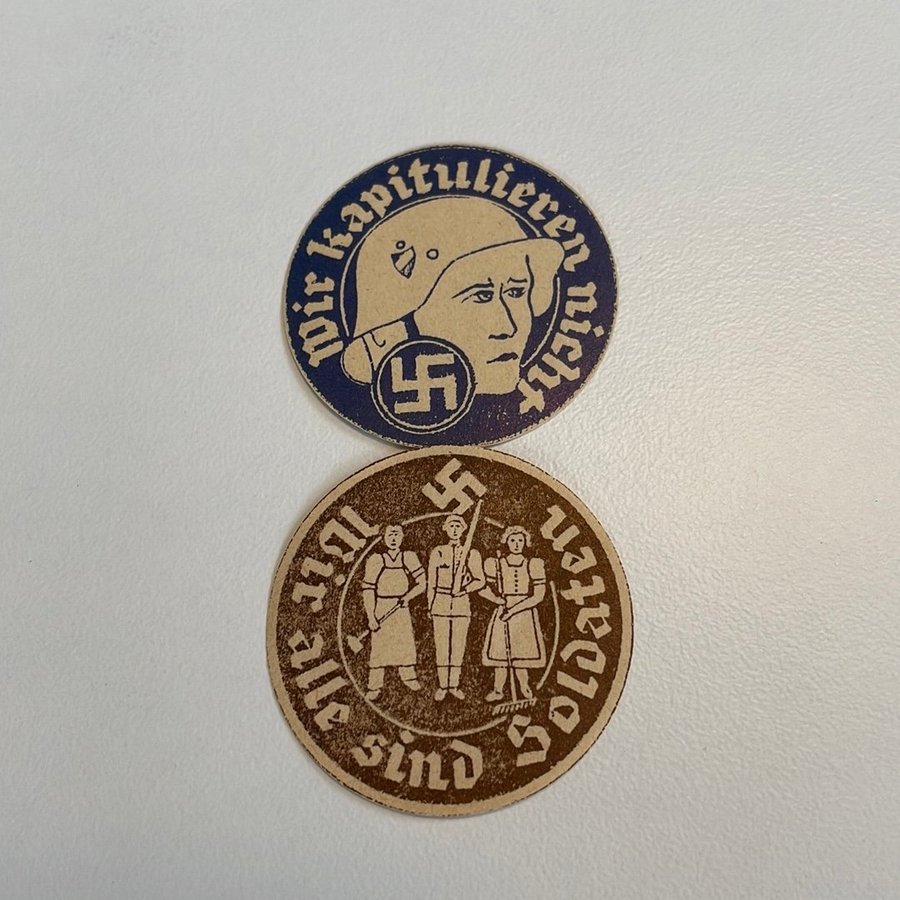 Wir kapitulieren nicht
Wir alle sind Soldaten